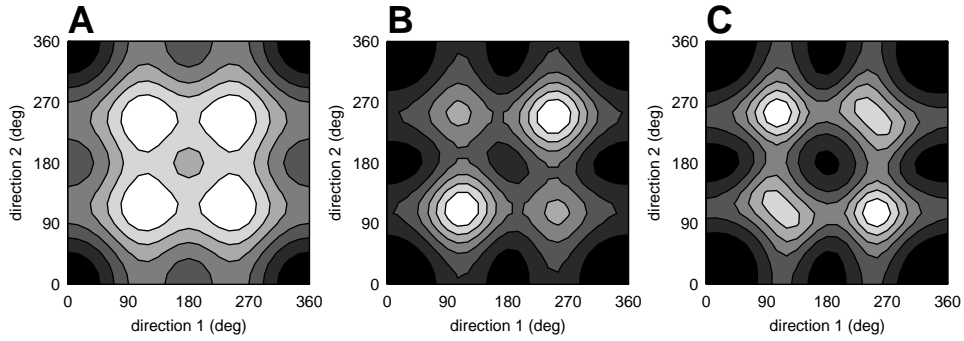 A B C
360 360 360
270 270 270
180 180 180
90 90 90
0 0 0
direction 2 (deg) direction 2 (deg) direction 2 (deg)
0 90 180 270 360 0 90 180 270 360 0 90 180 270 360
direction 1 (deg) direction 1 (deg) direction 1 (deg)